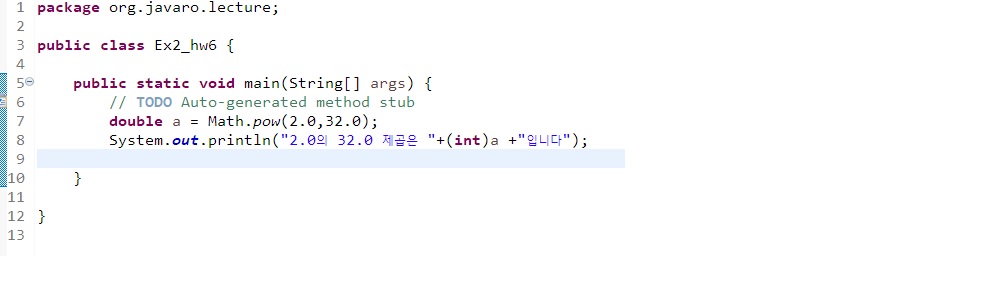 1 package org.javaro.lecture;
2
3 public class Ex2_hw6 {
4
5 public static void main(String[] args) {
6 // TODO Auto-generated method stub
7 double a = Math.pow(2.0,32.0);
8 System.out.println("2.0의 32.0 제곱은 "+(int)a +"입니다");
9
10 }
11
12 }
13